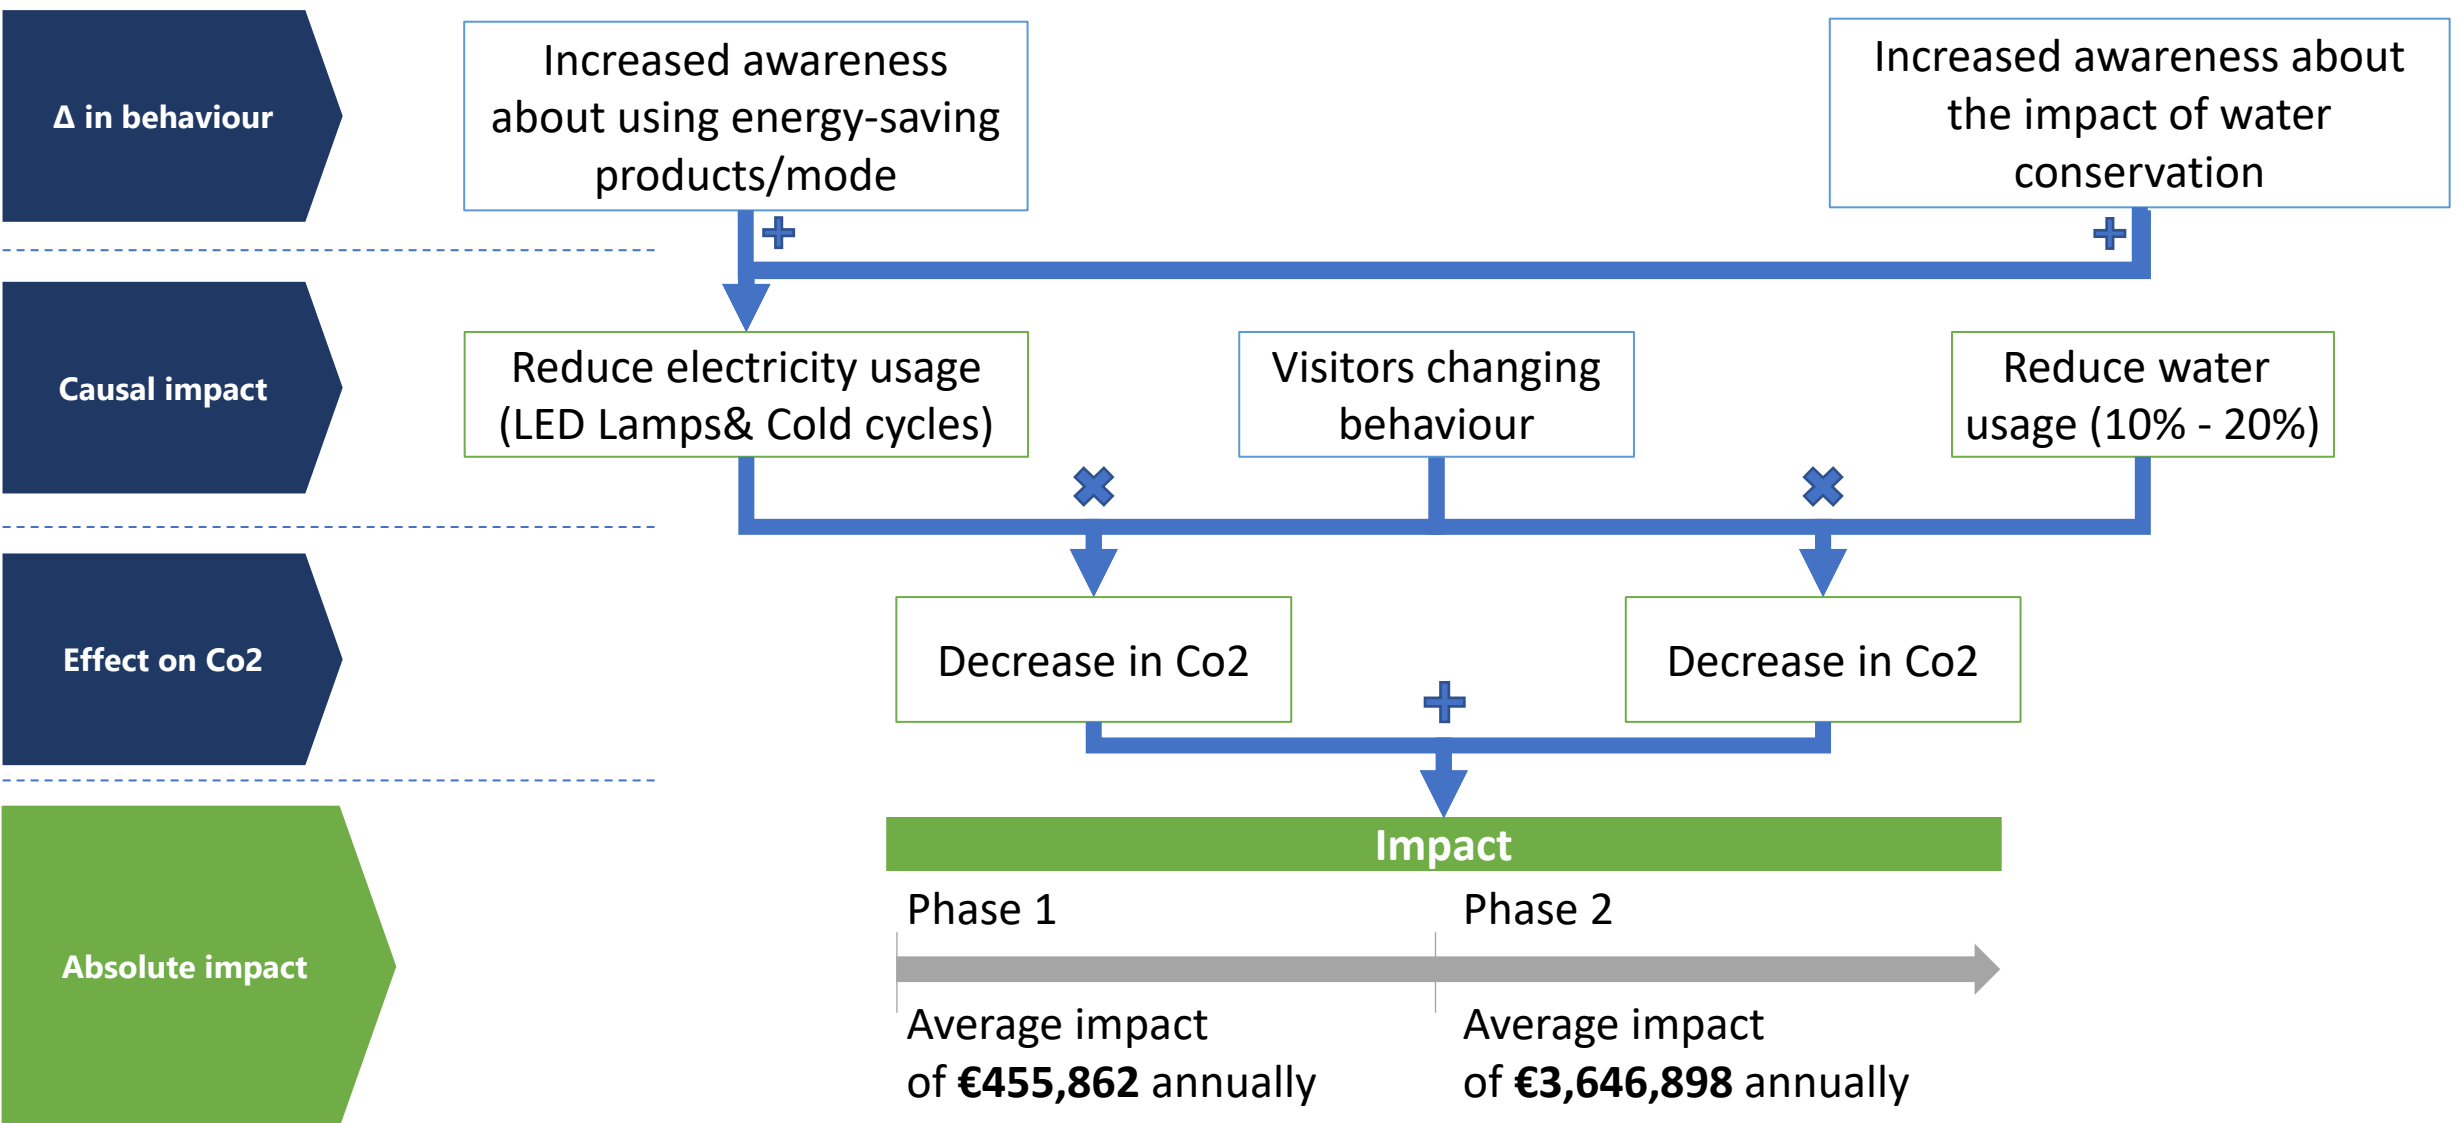 Δ in behaviour
Increased awareness
about using energy-saving
products/mode
Increased awareness about
the impact of water
conservation
Causal impact
Reduce electricity usage
(LED Lamps& Cold cycles)
Visitors changing
behaviour
Reduce water
usage (10% - 20%)
Effect on Co2
Decrease in Co2
Decrease in Co2
Absolute impact
Impact
Phase 1
Phase 2
Average impact
of €455,862 annually
Average impact
of €3,646,898 annually